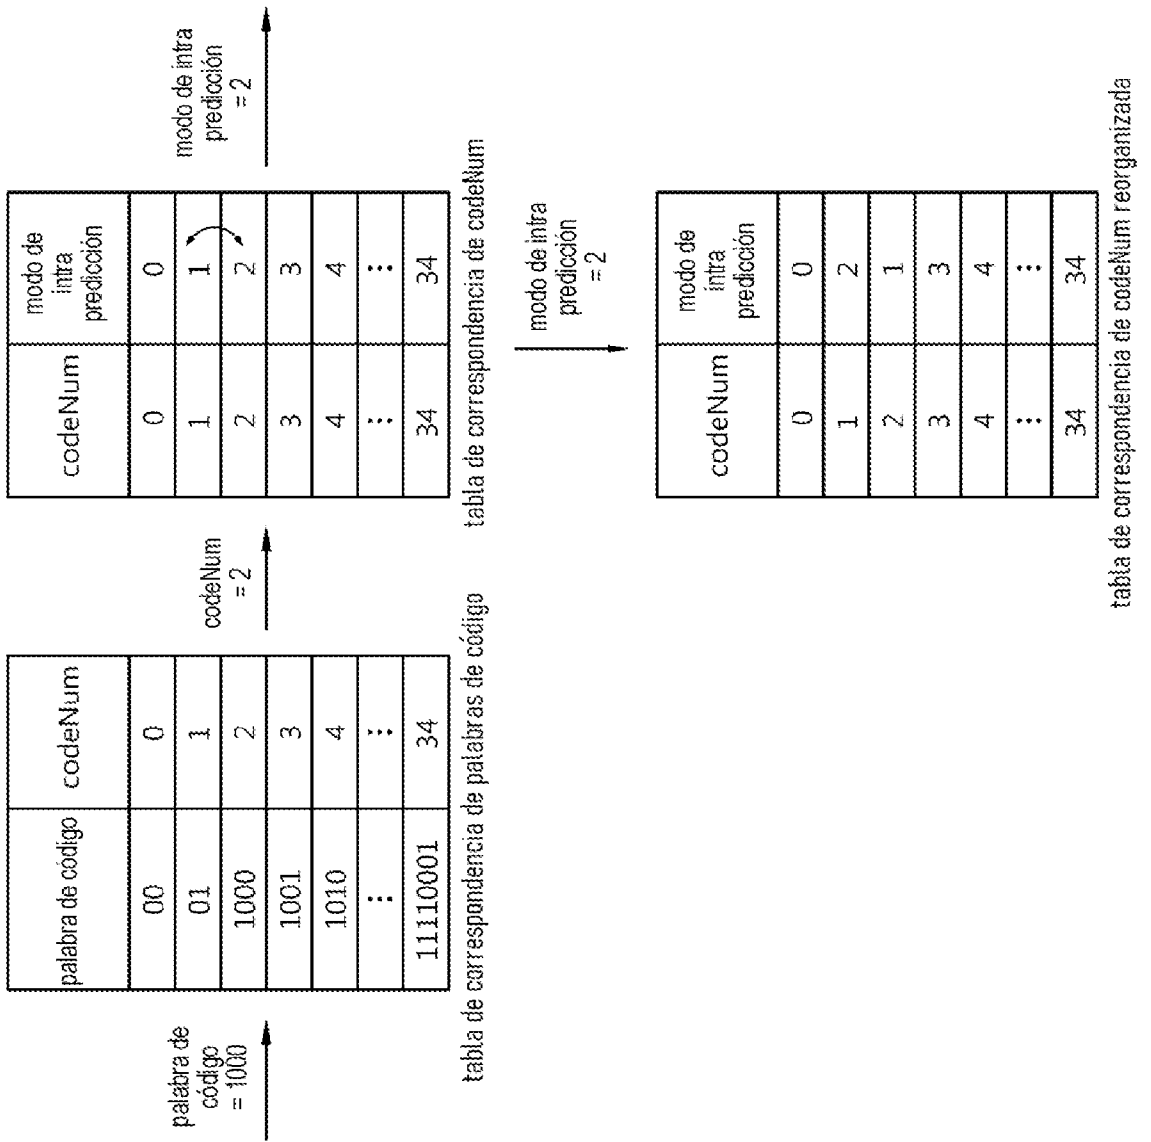 palabra de
código
= 1000
palabra de código codeNum
00 0
01 1
1000 2
1001 3
1010 4
⋮ ⋮
11110001 34
tabla de correspondencia de palabras de código
codeNum
= 2
codeNum modo de
intra
predicción
0 0
1 1
2 2
3 3
4 4
⋮ ⋮
34 34
tabla de correspondencia de codeNum
modo de intra
predicción
= 2
modo de intra
predicción
= 2
codeNum modo de
intra
predicción
0 0
1 2
2 1
3 3
4 4
⋮ ⋮
34 34
tabla de correspondencia de codeNum reorganizada